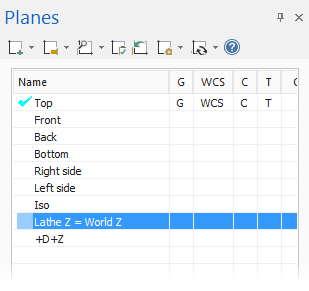 Planes
Name G WCS C T
Top G WCS C T
Front
Back
Bottom
Right side
Left side
Iso
Lathe Z = World Z
+D+Z